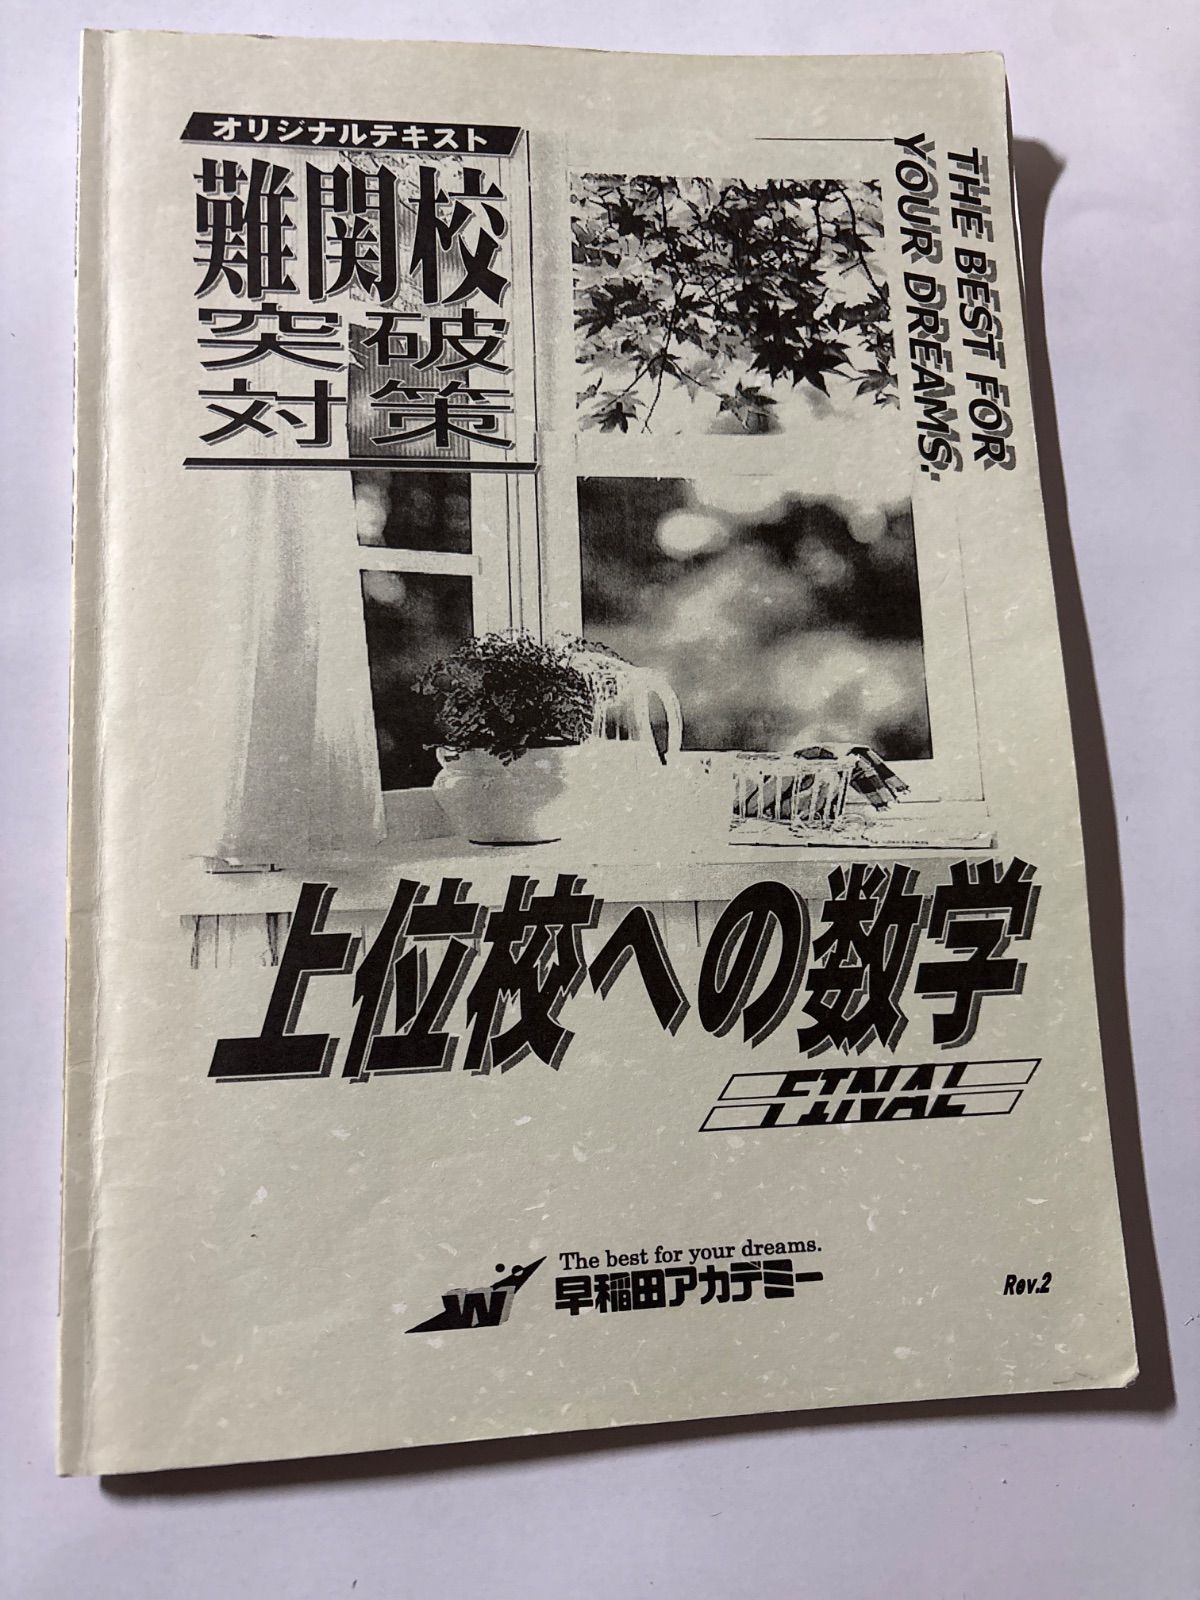 オリジナルテキスト
難関校
突破
対策
THE BEST FOR
YOUR DREAMS.
上位校への数学
FINAL
The best for your dreams.
W
早稲田アカデミー
Rev.2